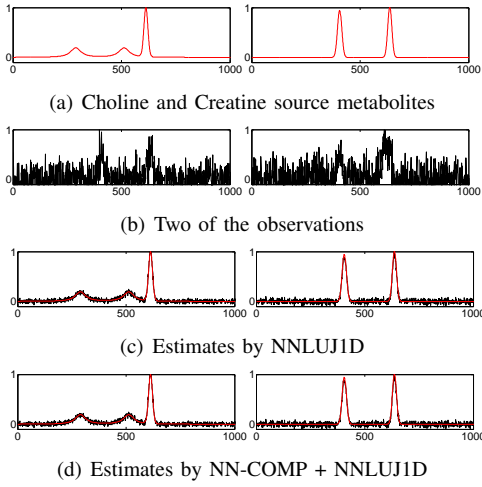 1 1
0 0
0 500 1000 0 500 1000
(a) Choline and Creatine source metabolites
1 1
0 0
0 500 1000 0 500 1000
(b) Two of the observations
1 1
0 0
0 500 1000 0 500 1000
(c) Estimates by NNLUJ1D
1 1
0 0
0 500 1000 0 500 1000
(d) Estimates by NN-COMP + NNLUJ1D